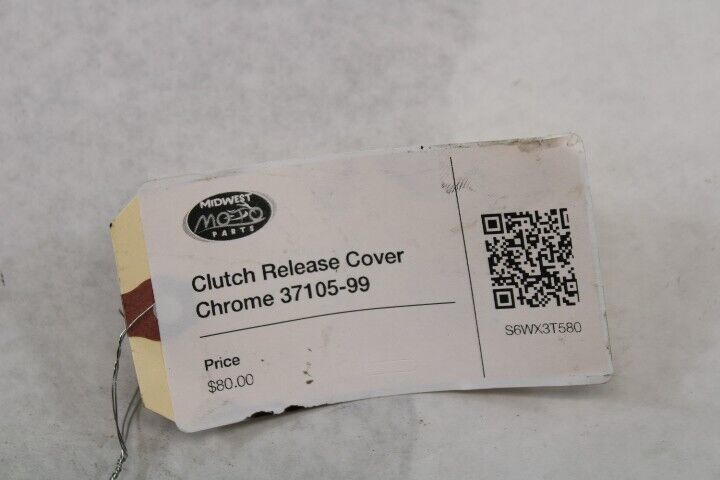 MIDWEST
MOTO
PARTS
Clutch Release Cover
Chrome 37105-99
Price
$80.00
S6WX3T580